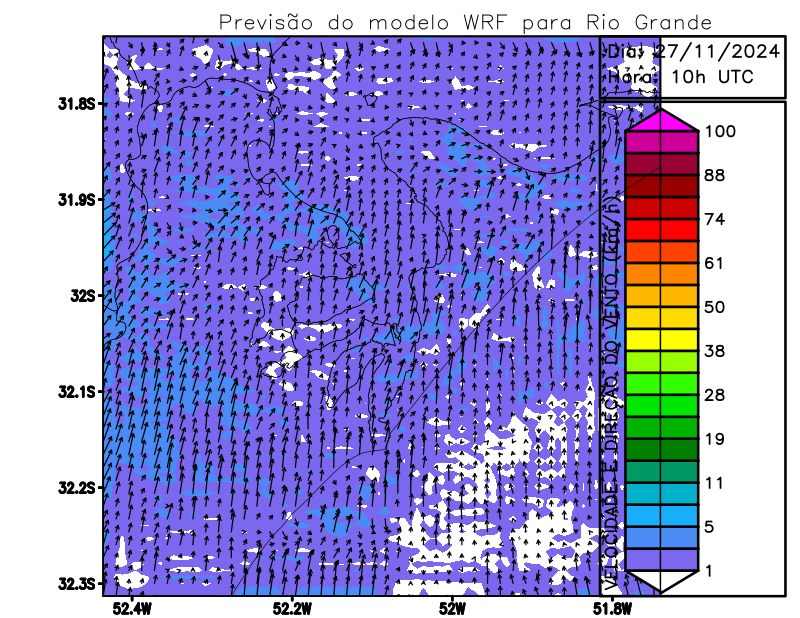 Previsão do modelo WRF para Rio Grande
Dia: 27/11/2024
Hora: 10h UTC
VELOCIDADE E DIREÇÃO DO VENTO (km/h)
100
88
74
61
50
38
28
19
11
5
1
31.8S
31.9S
32S
32.1S
32.2S
32.3S
52.4W
52.2W
52W
51.8W